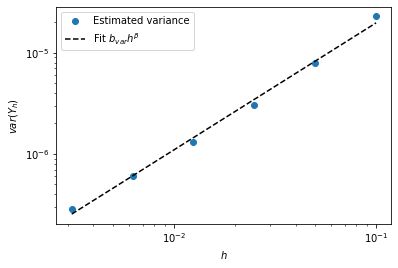 Estimated variance
Fit $b_{var}h^{\beta}$
$var(Y_h)$
$10^{-5}$
$10^{-6}$
$10^{-2}$
$10^{-1}$
$h$